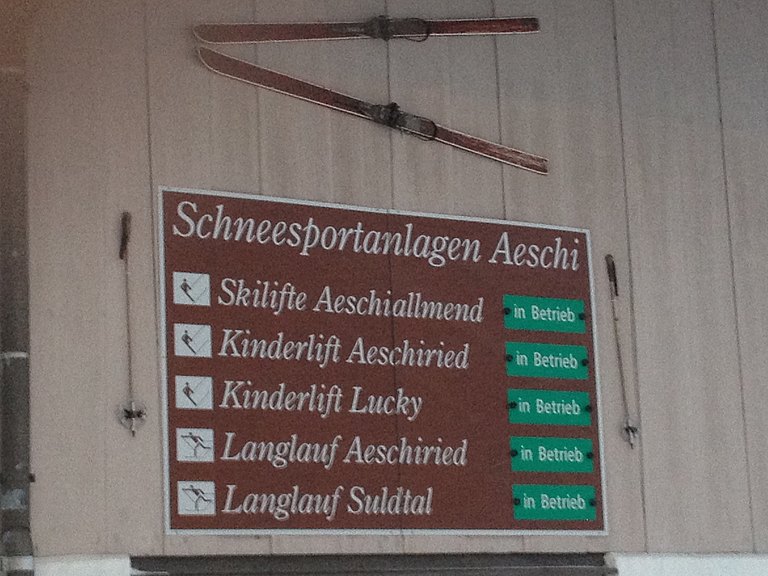 Schneesportanlagen Aeschi
Skilifte Aeschiallmend in Betrieb
Kinderlift Aeschiried in Betrieb
Kinderlift Lucky in Betrieb
Langlauf Aeschiried in Betrieb
Langlauf Suldtal in Betrieb